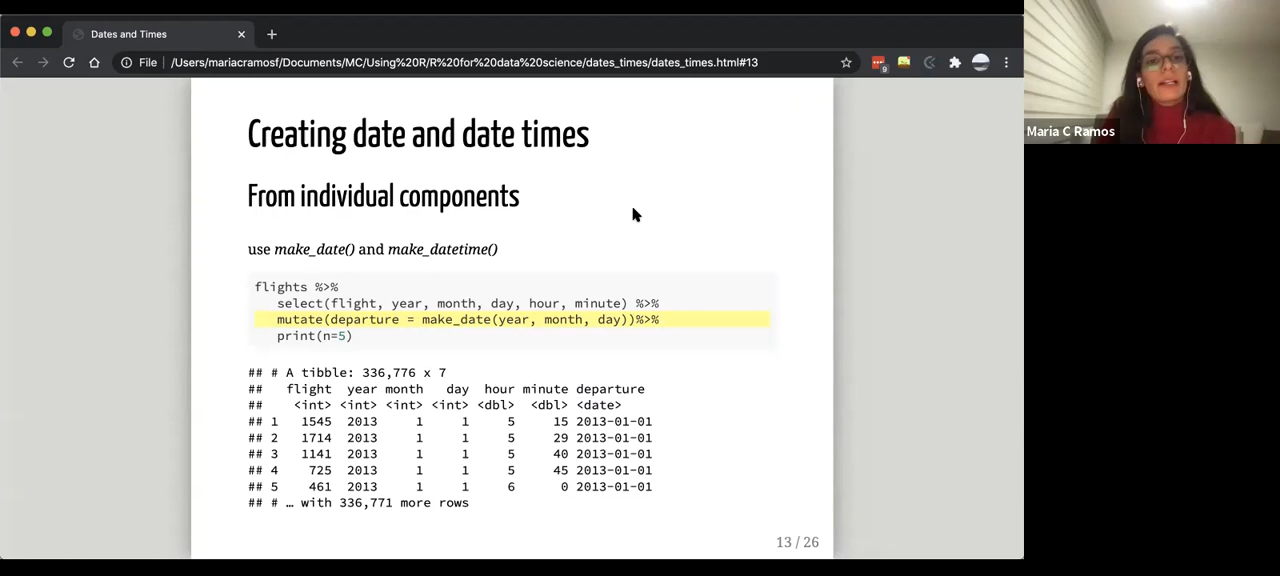 Dates and Times
File
/Users/mariacramosf/Documents/MC/Using%20R/R%20for%20data%20science/dates_times/dates_times.html#13
9
Maria C Ramos
Creating date and date times
From individual components
use make_date() and make_datetime()
flights %>%
select(flight, year, month, day, hour, minute) %>%
mutate(departure = make_date(year, month, day))%>%
print(n=5)
## # A tibble: 336,776 x 7
## flight year month day hour minute departure
## <int> <int> <int> <int> <dbl> <dbl> <date>
## 1 1545 2013 1 1 5 15 2013-01-01
## 2 1714 2013 1 1 5 29 2013-01-01
## 3 1141 2013 1 1 5 40 2013-01-01
## 4 725 2013 1 1 5 45 2013-01-01
## 5 461 2013 1 1 6 0 2013-01-01
## # … with 336,771 more rows
13 / 26